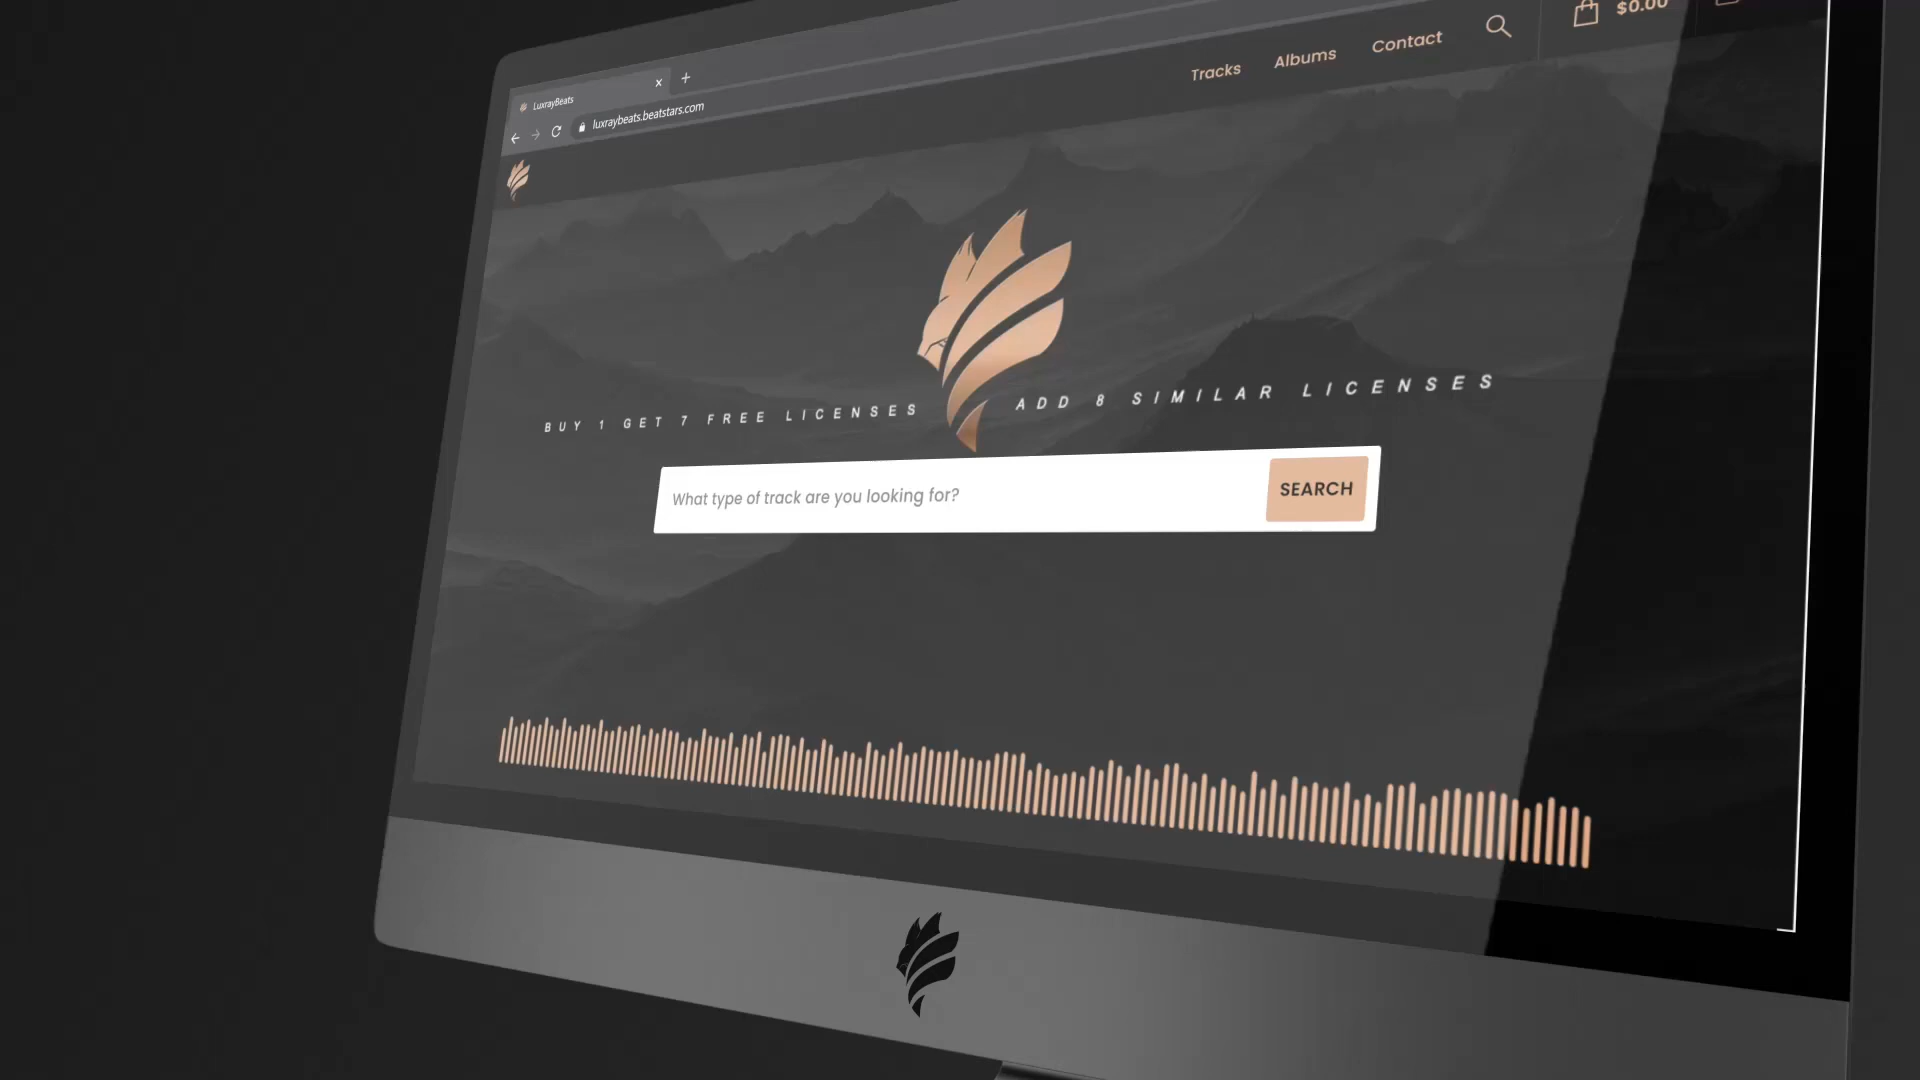 LuxrayBeats
luxraybeats.beatstars.com
Tracks Albums Contact $0.00
BUY 1 GET 7 FREE LICENSES ADD 8 SIMILAR LICENSES
What type of track are you looking for? SEARCH